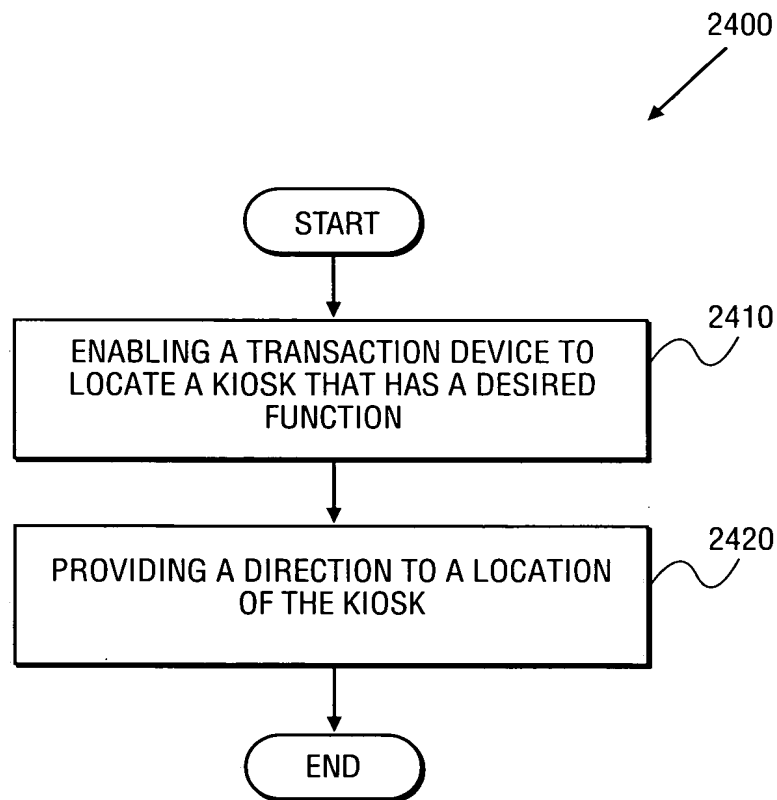 2400
START
2410
ENABLING A TRANSACTION DEVICE TO
LOCATE A KIOSK THAT HAS A DESIRED
FUNCTION
2420
PROVIDING A DIRECTION TO A LOCATION
OF THE KIOSK
END